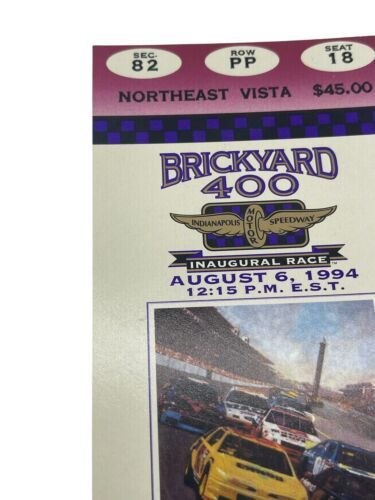 SEC. ROW SEAT
82 PP 18
NORTHEAST VISTA $45.00
BRICKYARD
400
INDIANAPOLIS MOTOR SPEEDWAY
INAUGURAL RACE™
AUGUST 6, 1994
12:15 P.M. E.S.T.